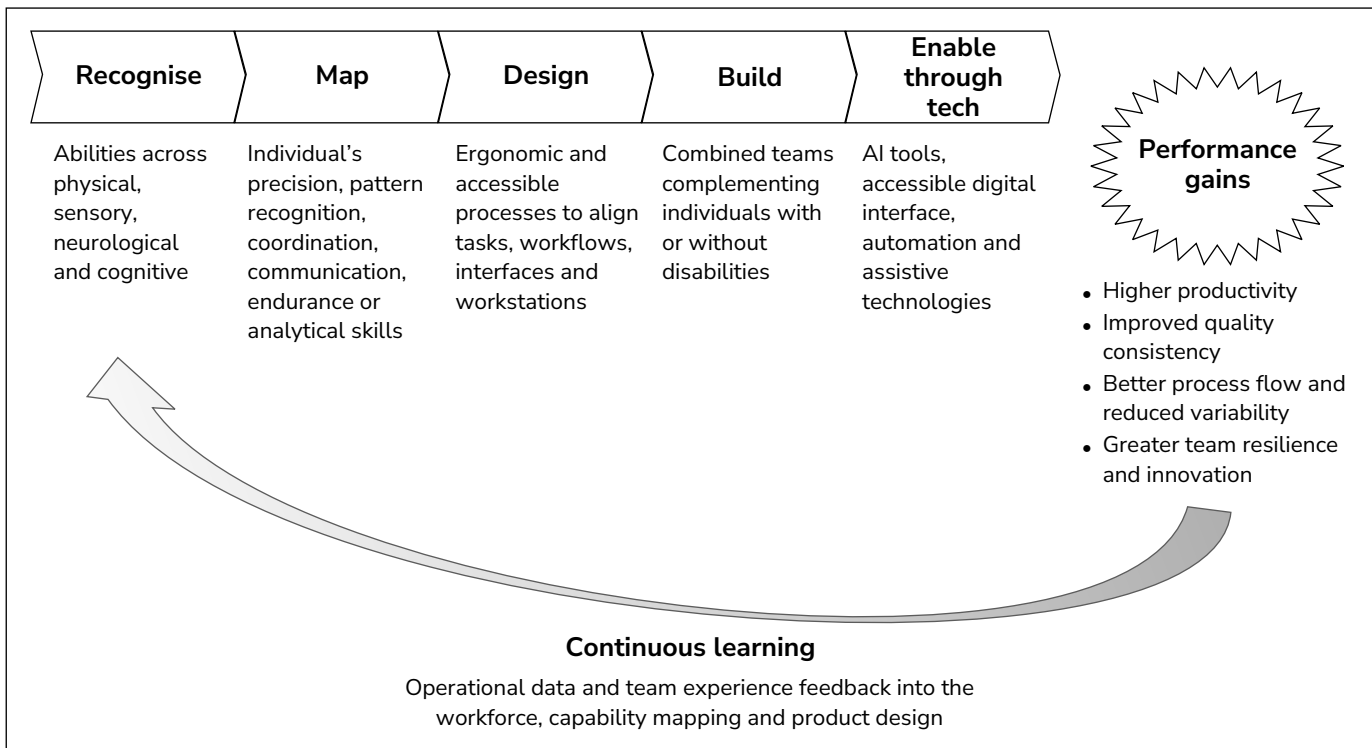 Recognise
Abilities across
physical,
sensory,
neurological
and cognitive
Map
Individual’s
precision, pattern
recognition,
coordination,
communication,
endurance or
analytical skills
Design
Ergonomic and
accessible
processes to align
tasks, workflows,
interfaces and
workstations
Build
Combined teams
complementing
individuals with
or without
disabilities
Enable
through
tech
AI tools,
accessible digital
interface,
automation and
assistive
technologies
Performance
gains
• Higher productivity
• Improved quality
consistency
• Better process flow and
reduced variability
• Greater team resilience
and innovation
Continuous learning
Operational data and team experience feedback into the
workforce, capability mapping and product design